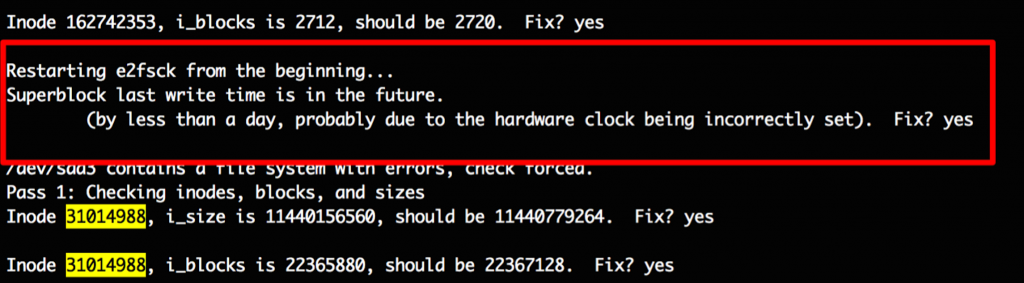 Inode 162742353, i_blocks is 2712, should be 2720.  Fix? yes
Restarting e2fsck from the beginning...
Superblock last write time is in the future.
(by less than a day, probably due to the hardware clock being incorrectly set).  Fix? yes
/dev/sda3 contains a file system with errors, check forced.
Pass 1: Checking inodes, blocks, and sizes
Inode 31014988, i_size is 11440156560, should be 11440779264.  Fix? yes
Inode 31014988, i_blocks is 22365880, should be 22367128.  Fix? yes